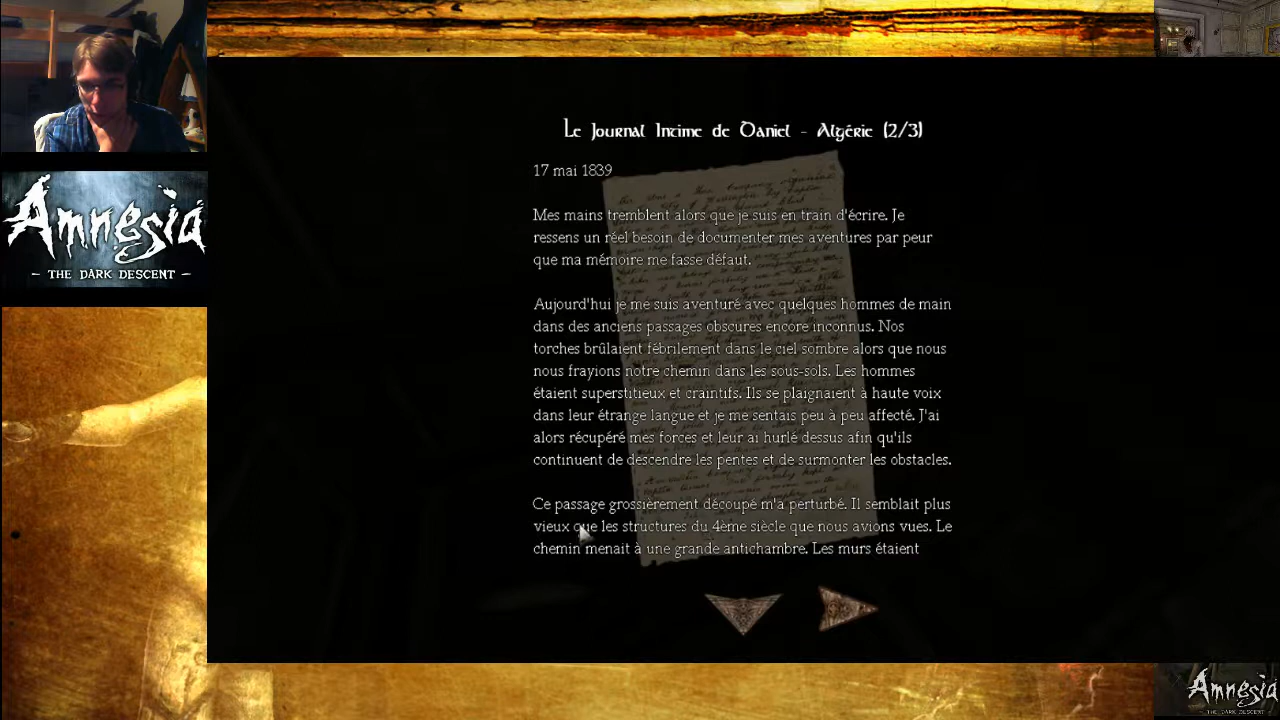 Le Journal Intime de Daniel - Algérie (2/3)
17 mai 1839
Mes mains tremblent alors que je suis en train d'écrire. Je
ressens un réel besoin de documenter mes aventures par peur
que ma mémoire me fasse défaut.
Aujourd'hui je me suis aventuré avec quelques hommes de main
dans des anciens passages obscures encore inconnus. Nos
torches brûlaient fébrilement dans le ciel sombre alors que nous
nous frayions notre chemin dans les sous-sols. Les hommes
étaient superstitieux et craintifs. Ils se plaignaient à haute voix
dans leur étrange langue et je me sentais peu à peu affecté. J'ai
alors récupéré mes forces et leur ai hurlé dessus afin qu'ils
continuent de descendre les pentes et de surmonter les obstacles.
Ce passage grossièrement découpé m'a perturbé. Il semblait plus
vieux que les structures du 4ème siècle que nous avions vues. Le
chemin menait à une grande antichambre. Les murs étaient
Amnesia
- THE DARK DESCENT -
Amnesia
THE DARK DESCENT